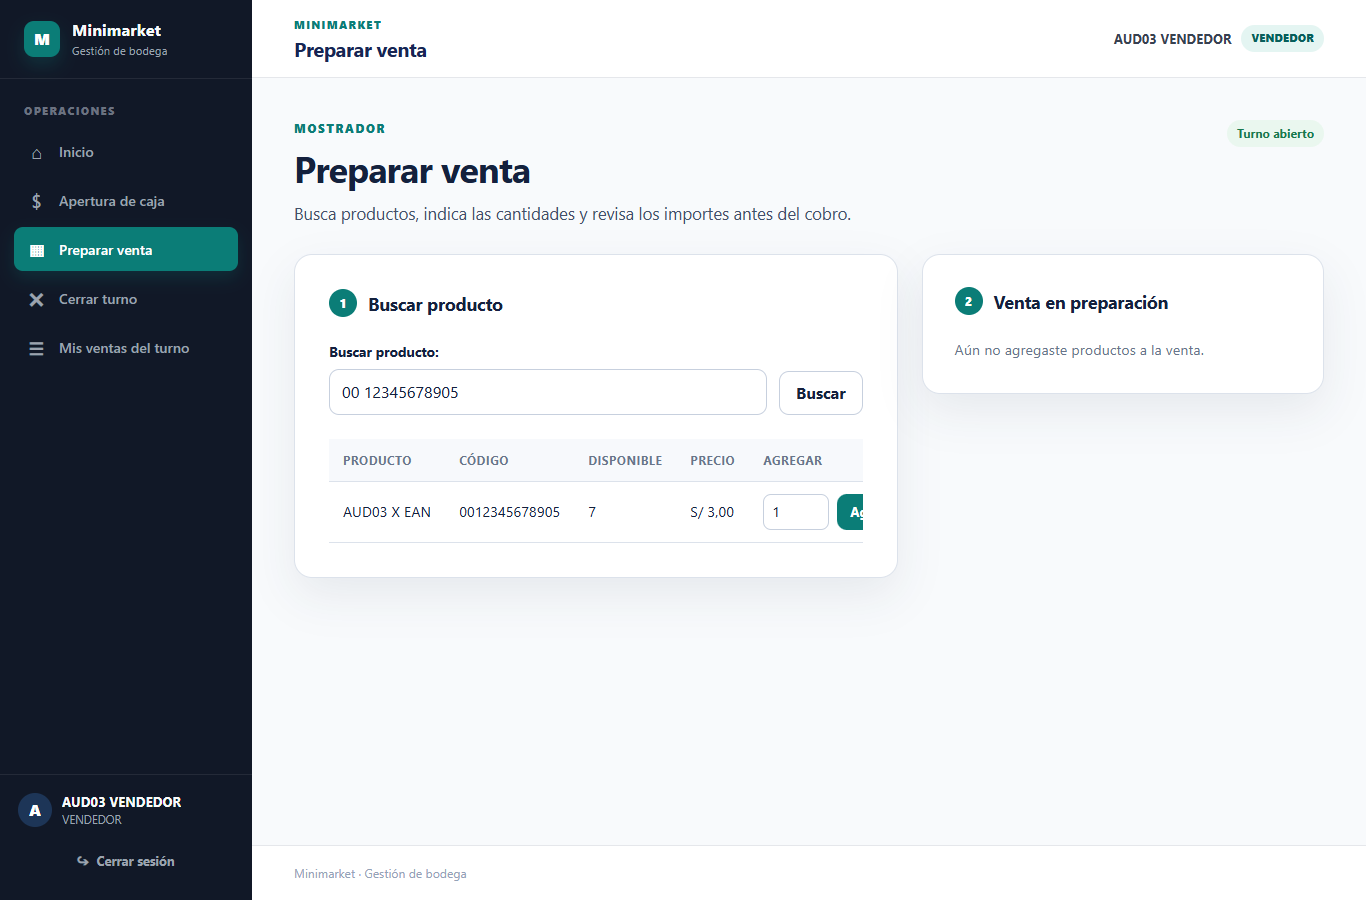 M
Minimarket
Gestión de bodega
OPERACIONES
Inicio
$ Apertura de caja
Preparar venta
Cerrar turno
Mis ventas del turno
A
AUD03 VENDEDOR
VENDEDOR
Cerrar sesión
MINIMARKET
Preparar venta
AUD03 VENDEDOR VENDEDOR
MOSTRADOR
Turno abierto
Preparar venta
Busca productos, indica las cantidades y revisa los importes antes del cobro.
1 Buscar producto
Buscar producto:
00 12345678905 Buscar
PRODUCTO CÓDIGO DISPONIBLE PRECIO AGREGAR
AUD03 X EAN 0012345678905 7 S/ 3,00 1
2 Venta en preparación
Aún no agregaste productos a la venta.
Minimarket · Gestión de bodega